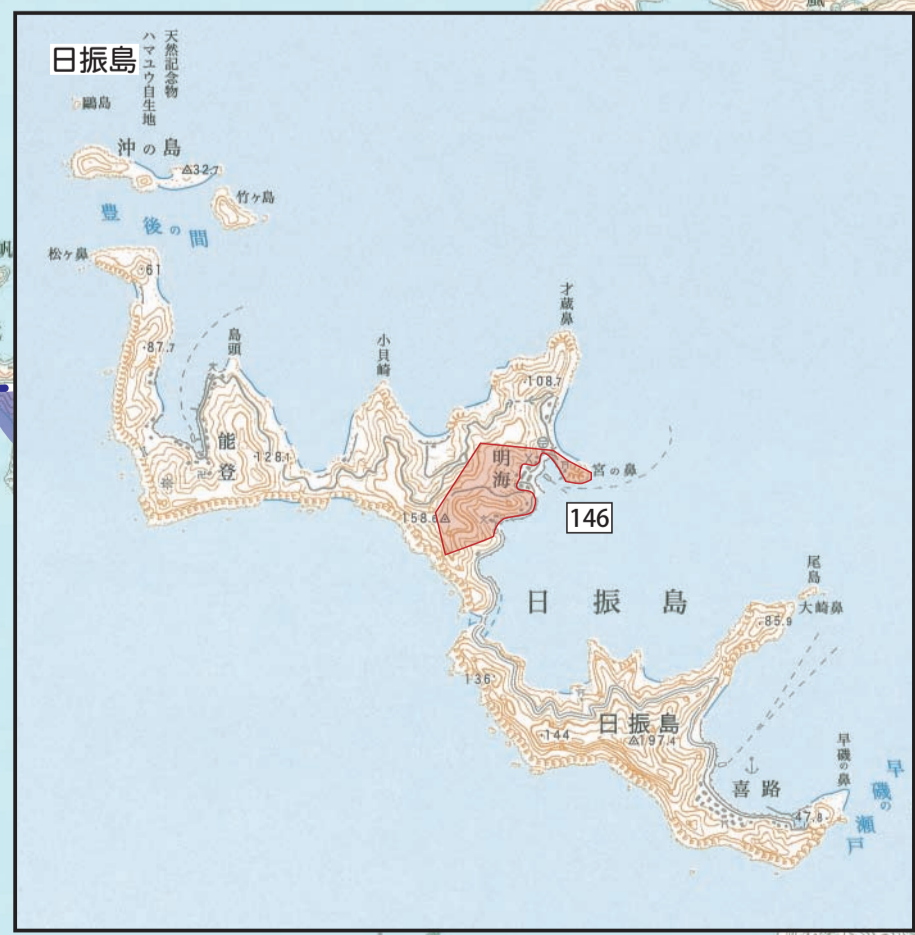 日振島
天然記念物
ハマユウ自生地
鷗島
沖の島
32.7
竹ヶ島
豊後の間
松ヶ鼻
61
87.7
島頭
小貝崎
才蔵鼻
108.7
能登
128.1
明海
宮の鼻
158.6
146
日振島
尾島
大崎鼻
85.9
136
144
日振島
197.4
早磯の鼻
早磯の瀬戸
喜路
47.8